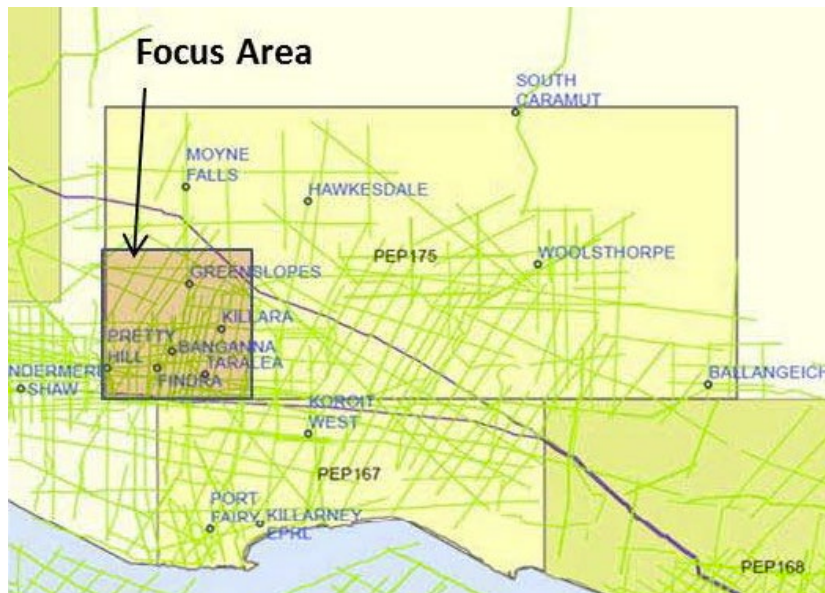 Focus Area
SOUTH
CARAMUT
MOYNE
FALLS
HAWKESDALE
PEP175
WOOLSTHORPE
GREENSLOPES
KILLARA
PRETTY
HILL
BANGANNA
TARALEA
FINDRA
NDERMERE
SHAW
BALLANGEICH
KOROIT
WEST
PEP167
PORT
FAIRY
KILLARNEY
EPRL
PEP168